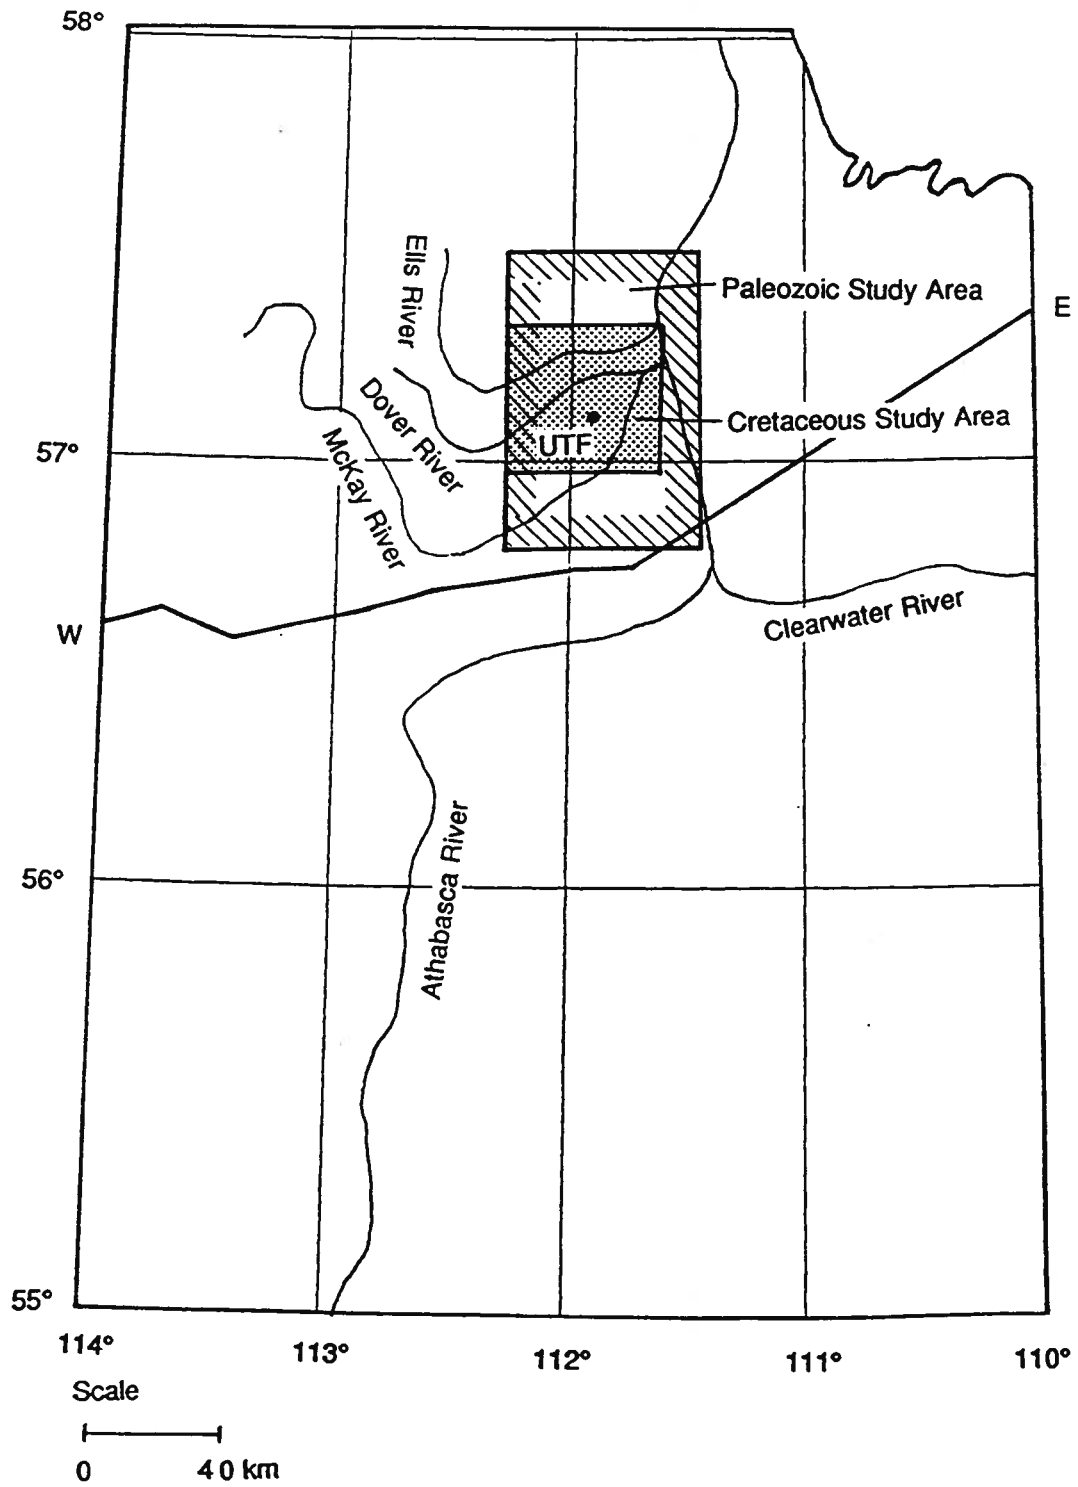 58°
Ells River
Paleozoic Study Area
E
Dover River
Cretaceous Study Area
UTF
57°
McKay River
Clearwater River
W
Athabasca River
56°
55°
114°
113°
112°
111°
110°
Scale
0
40 km